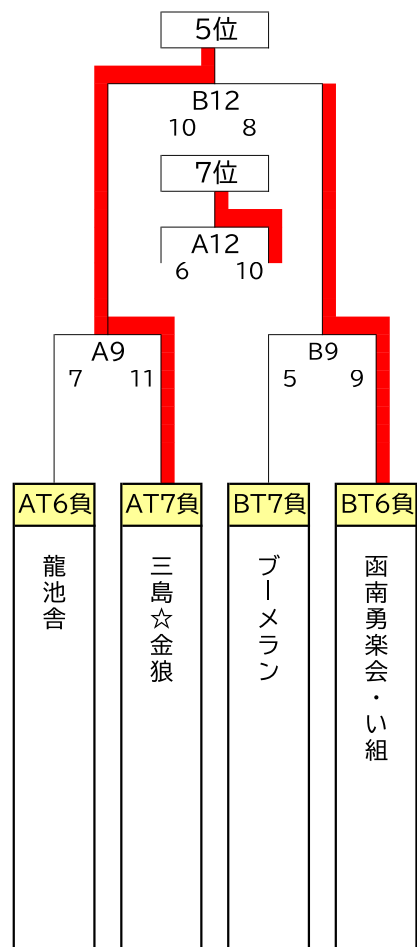 5位
B12
10 8
7位
A12
6 10
A9
7 11
B9
5 9
AT6負
AT7負
BT7負
BT6負
龍池舎
三島☆金狼
ブーメラン
函南勇楽会・い組